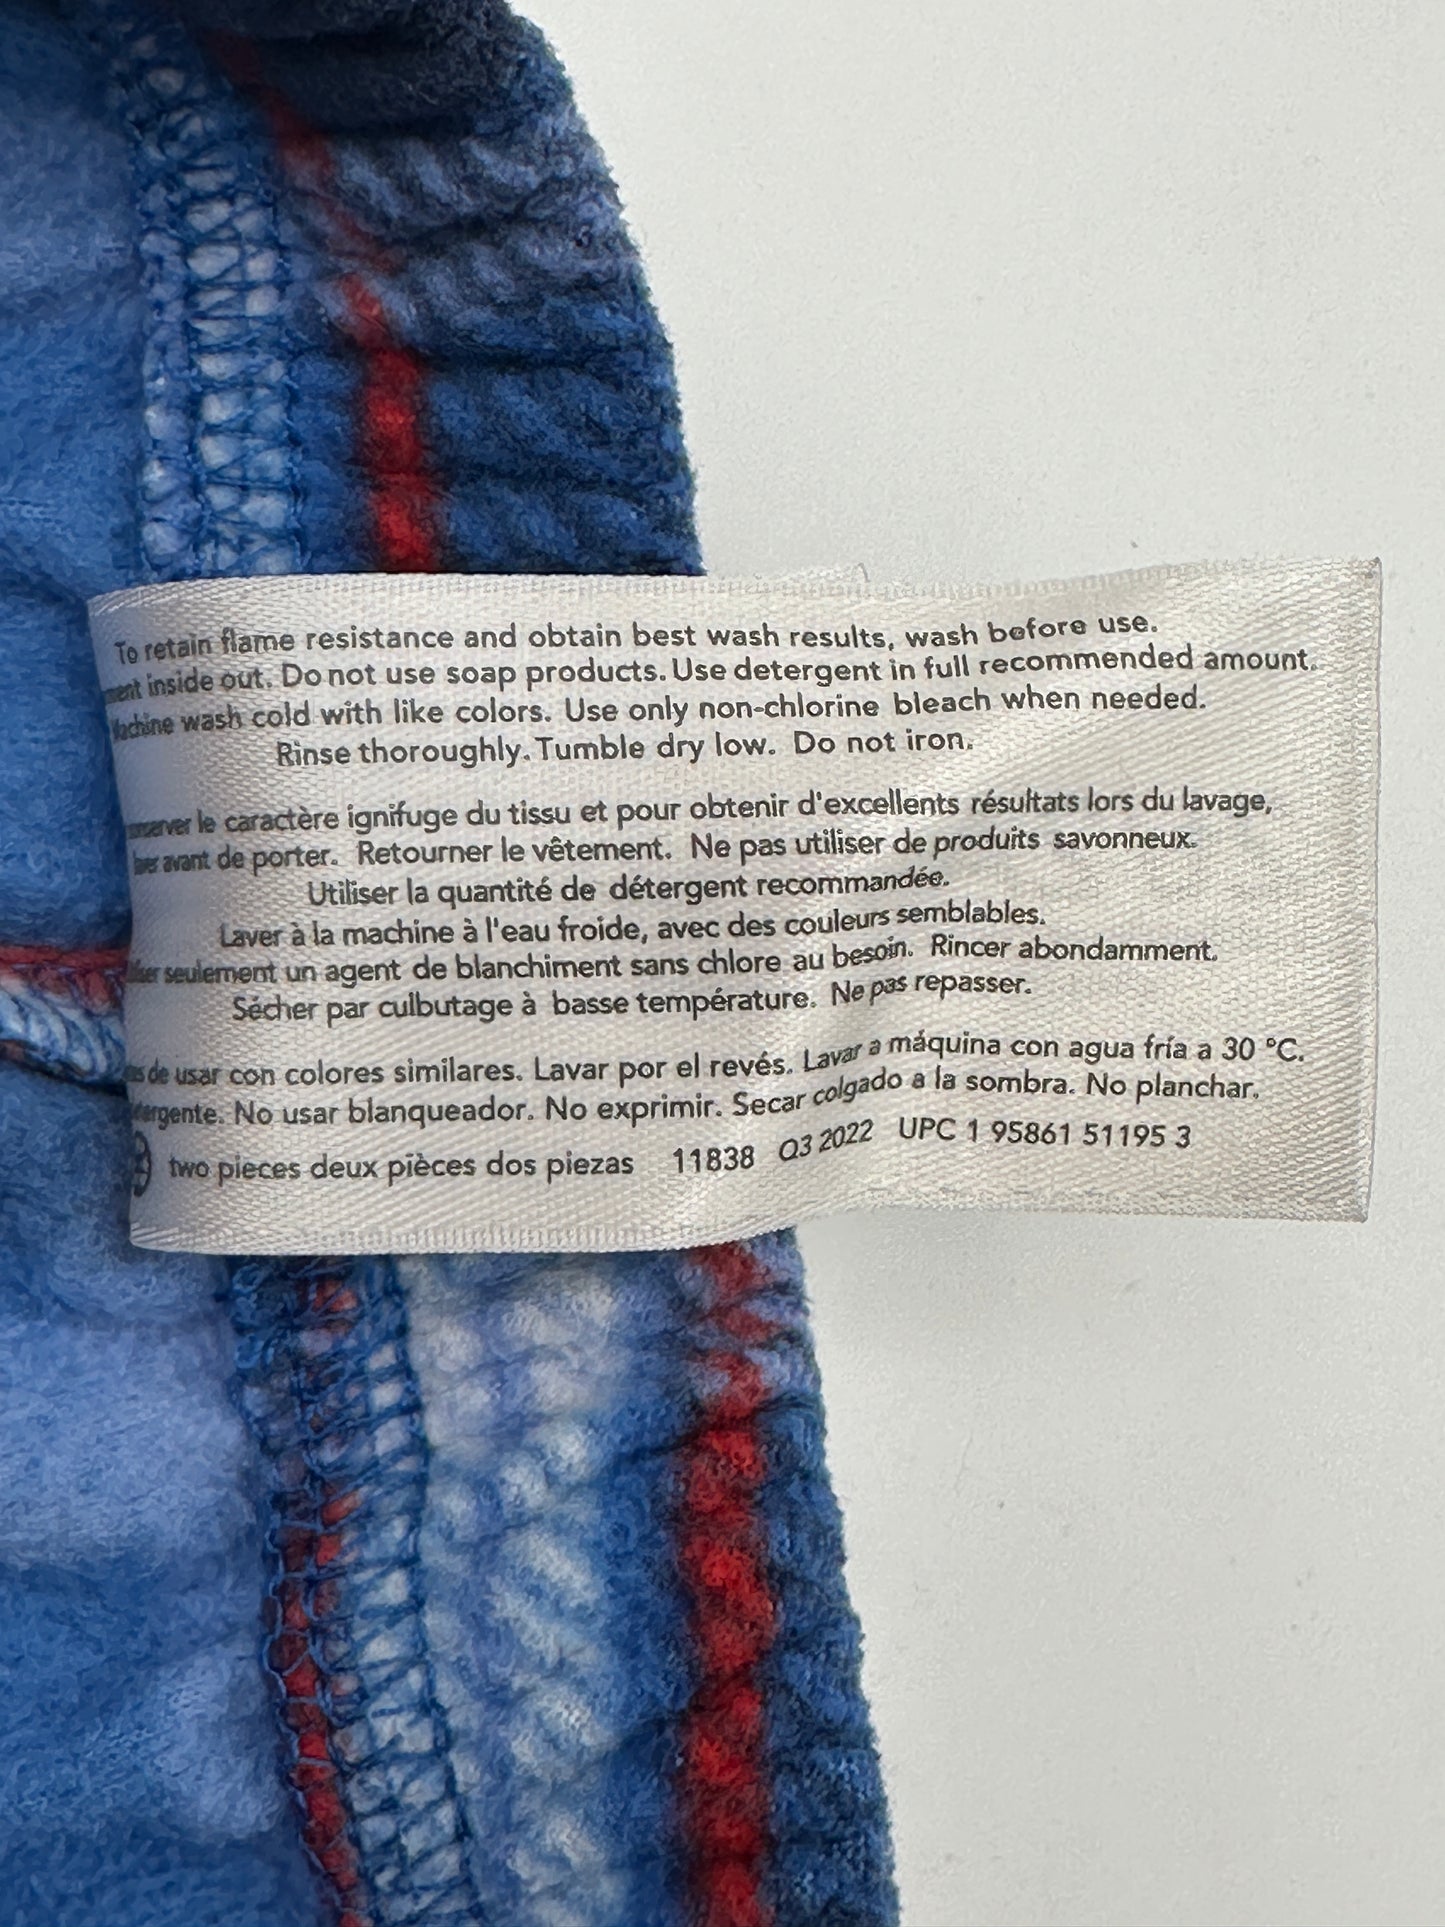 To retain flame resistance and obtain best wash results, wash before use.
inside out. Do not use soap products. Use detergent in full recommended amount.
Machine wash cold with like colors. Use only non-chlorine bleach when needed.
Rinse thoroughly. Tumble dry low. Do not iron.
le caractère ignifuge du tissu et pour obtenir d'excellents résultats lors du lavage,
avant de porter. Retourner le vêtement. Ne pas utiliser de produits savonneux.
Utiliser la quantité de détergent recommandée.
Laver à la machine à l'eau froide, avec des couleurs semblables.
seulement un agent de blanchiment sans chlore au besoin. Rincer abondamment.
Sécher par culbutage à basse température. Ne pas repasser.
de usar con colores similares. Lavar por el revés. Lavar a máquina con agua fría a 30 °C.
No usar blanqueador. No exprimir. Secar colgado a la sombra. No planchar.
two pieces deux pièces dos piezas 11838 Q3 2022 UPC 1 95861 51195 3